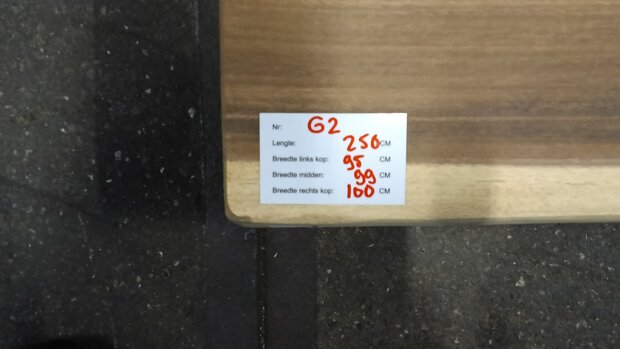 Nr: G2
Lengte: 250 CM
Breedte links kop: 95 CM
Breedte midden: 99 CM
Breedte rechts kop: 100 CM